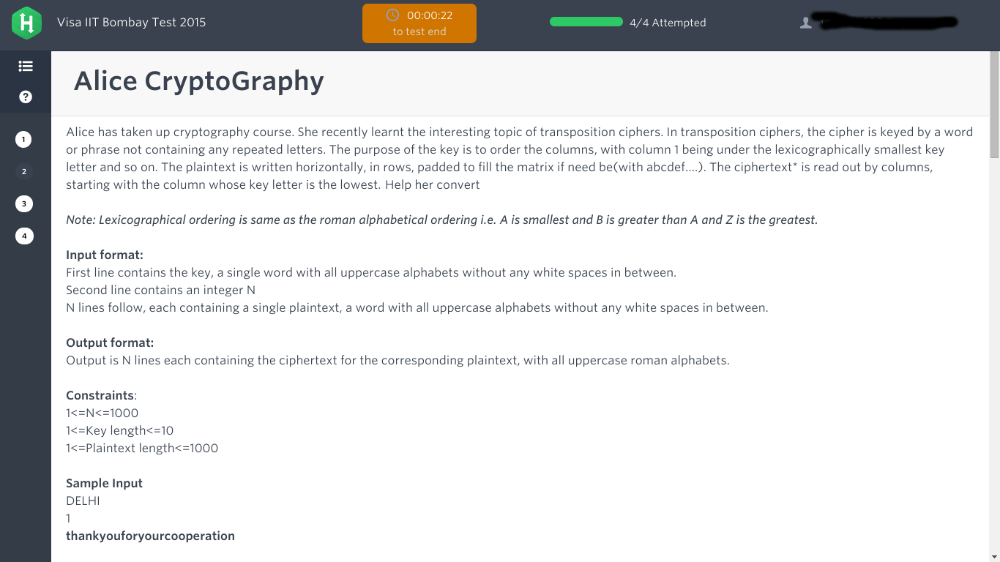 Visa IIT Bombay Test 2015
00:00:22
to test end
4/4 Attempted
Alice CryptoGraphy
1
2
3
4
Alice has taken up cryptography course. She recently learnt the interesting topic of transposition ciphers. In transposition ciphers, the cipher is keyed by a word
or phrase not containing any repeated letters. The purpose of the key is to order the columns, with column 1 being under the lexicographically smallest key
letter and so on. The plaintext is written horizontally, in rows, padded to fill the matrix if need be(with abcdef....). The ciphertext* is read out by columns,
starting with the column whose key letter is the lowest. Help her convert
Note: Lexicographical ordering is same as the roman alphabetical ordering i.e. A is smallest and B is greater than A and Z is the greatest.
Input format:
First line contains the key, a single word with all uppercase alphabets without any white spaces in between.
Second line contains an integer N
N lines follow, each containing a single plaintext, a word with all uppercase alphabets without any white spaces in between.
Output format:
Output is N lines each containing the ciphertext for the corresponding plaintext, with all uppercase roman alphabets.
Constraints:
1<=N<=1000
1<=Key length<=10
1<=Plaintext length<=1000
Sample Input
DELHI
1
thankyouforyourcooperation